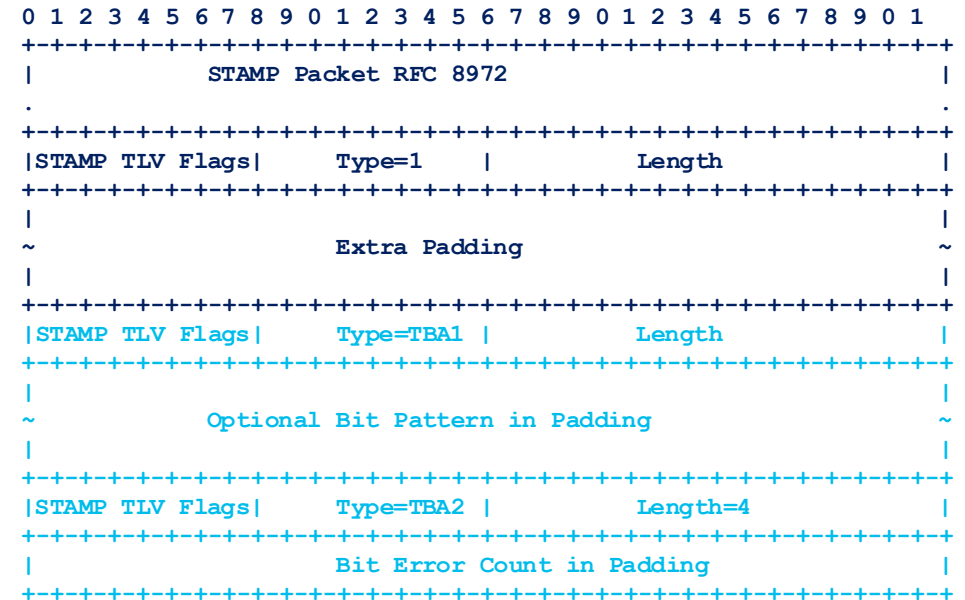 0 1 2 3 4 5 6 7 8 9 0 1 2 3 4 5 6 7 8 9 0 1 2 3 4 5 6 7 8 9 0 1
+-+-+-+-+-+-+-+-+-+-+-+-+-+-+-+-+-+-+-+-+-+-+-+-+-+-+-+-+-+-+-+-+
|            STAMP Packet RFC 8972                              |
.                                                               .
+-+-+-+-+-+-+-+-+-+-+-+-+-+-+-+-+-+-+-+-+-+-+-+-+-+-+-+-+-+-+-+-+
|STAMP TLV Flags|     Type=1    |          Length               |
+-+-+-+-+-+-+-+-+-+-+-+-+-+-+-+-+-+-+-+-+-+-+-+-+-+-+-+-+-+-+-+-+
|                                                               |
~                     Extra Padding                             ~
|                                                               |
+-+-+-+-+-+-+-+-+-+-+-+-+-+-+-+-+-+-+-+-+-+-+-+-+-+-+-+-+-+-+-+-+
|STAMP TLV Flags|     Type=TBA1 |          Length               |
+-+-+-+-+-+-+-+-+-+-+-+-+-+-+-+-+-+-+-+-+-+-+-+-+-+-+-+-+-+-+-+-+
|                                                               |
~            Optional Bit Pattern in Padding                    ~
|                                                               |
+-+-+-+-+-+-+-+-+-+-+-+-+-+-+-+-+-+-+-+-+-+-+-+-+-+-+-+-+-+-+-+-+
|STAMP TLV Flags|     Type=TBA2 |          Length=4             |
+-+-+-+-+-+-+-+-+-+-+-+-+-+-+-+-+-+-+-+-+-+-+-+-+-+-+-+-+-+-+-+-+
|                     Bit Error Count in Padding                |
+-+-+-+-+-+-+-+-+-+-+-+-+-+-+-+-+-+-+-+-+-+-+-+-+-+-+-+-+-+-+-+-+